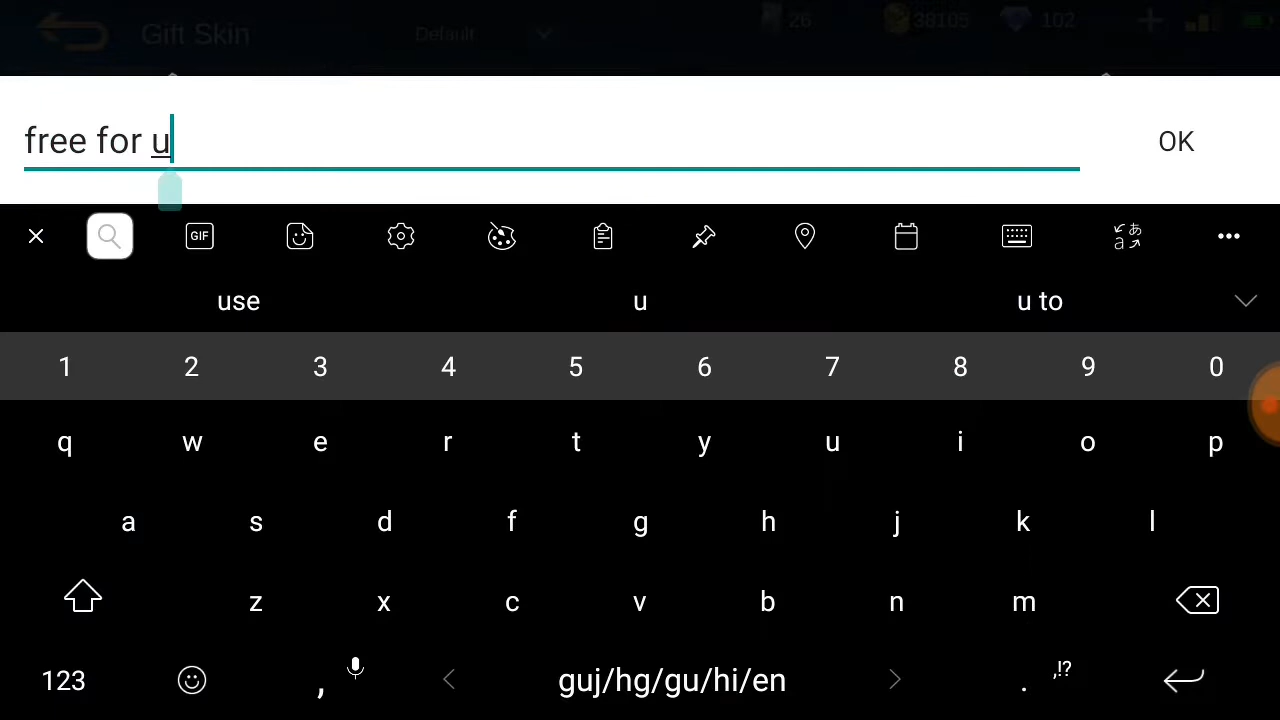 Gift Skin Default 26 38105 102
free for u OK
GIF
use u u to
1 2 3 4 5 6 7 8 9 0
q w e r t y u i o p
a s d f g h j k l
z x c v b n m
123 , guj/hg/gu/hi/en . ,!?